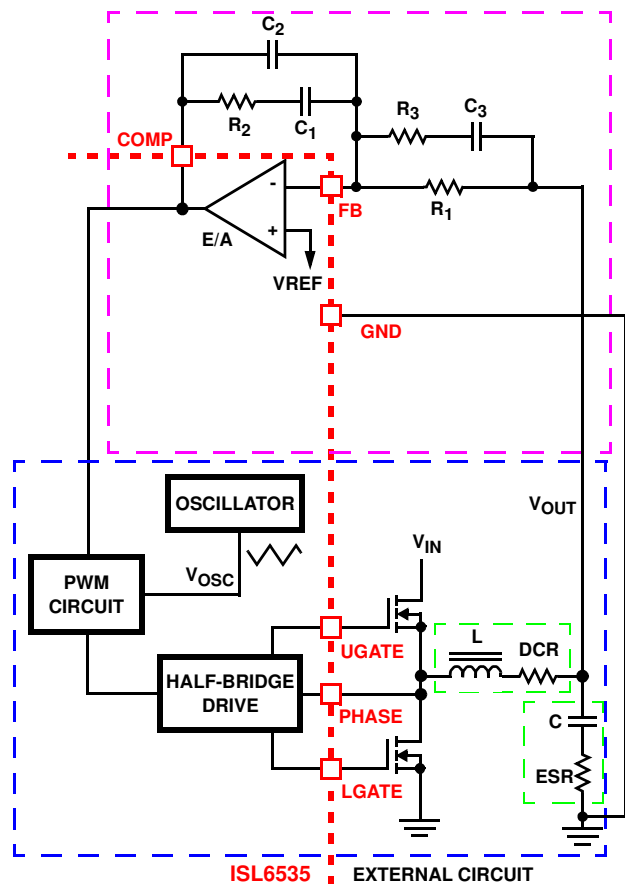 C2
R2
C1
R3
C3
COMP
-
FB
R1
+
E/A
VREF
GND
OSCILLATOR
VOUT
VIN
PWM
CIRCUIT
VOSC
L
DCR
UGATE
HALF-BRIDGE
DRIVE
PHASE
C
ESR
LGATE
ISL6535
EXTERNAL CIRCUIT